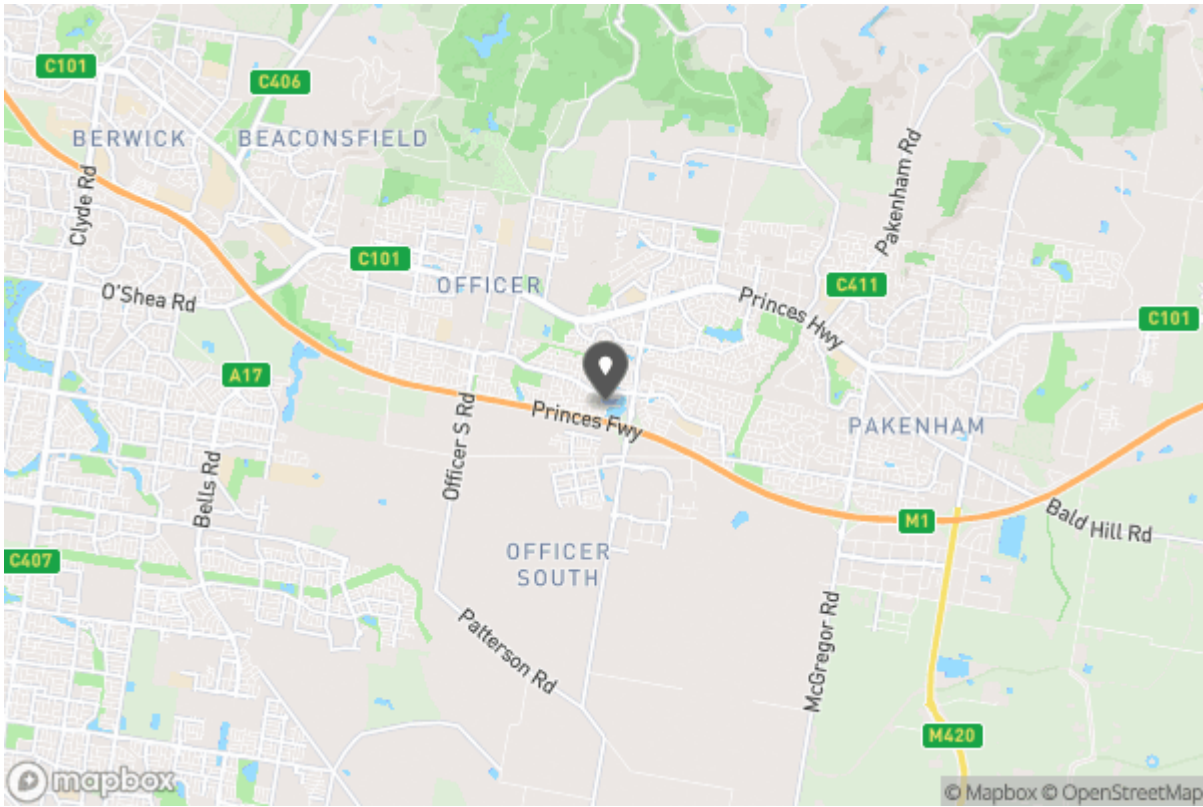 C101
C406
BERWICK
BEACONSFIELD
Clyde Rd
Pakenham Rd
C101
O'Shea Rd
OFFICER
C411
Princes Hwy
C101
A17
Princes Fwy
Officer S Rd
PAKENHAM
Bells Rd
M1
Bald Hill Rd
C407
OFFICER
SOUTH
Patterson Rd
McGregor Rd
M420
mapbox
© Mapbox © OpenStreetMap